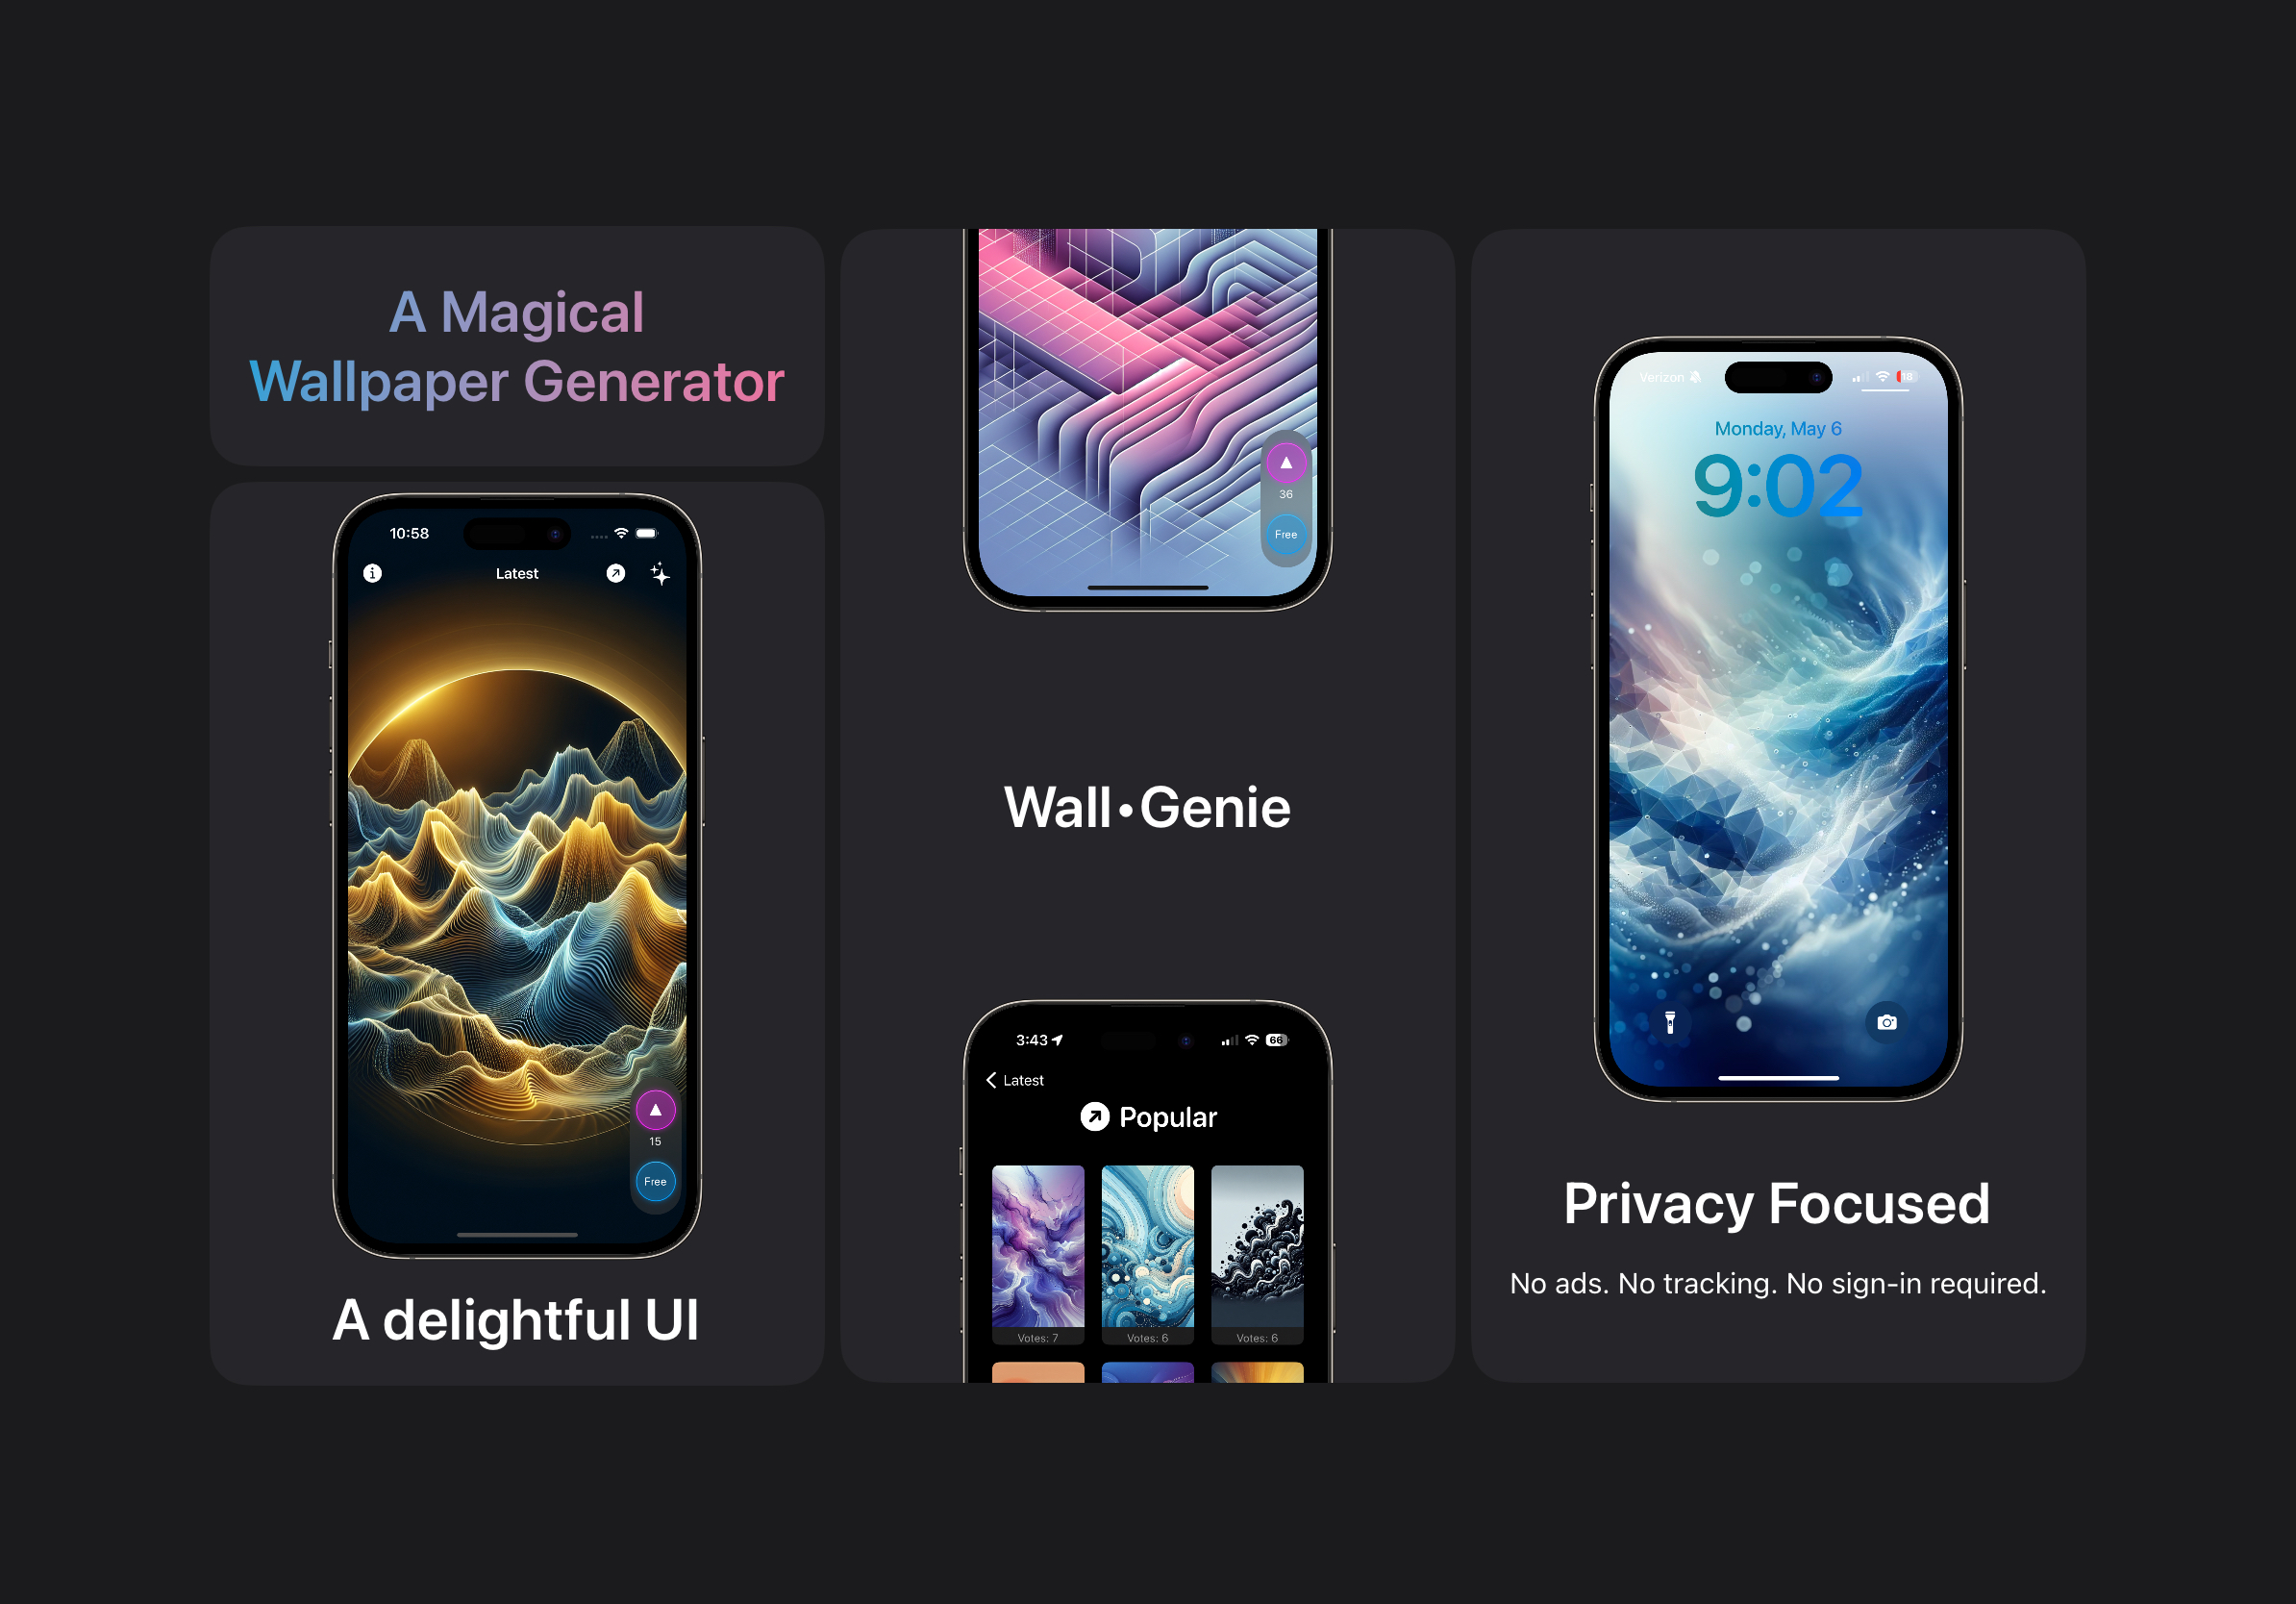 A Magical
Wallpaper Generator
10:58
Latest
15
Free
A delightful UI
36
Free
Wall•Genie
3:43
66
Latest
Popular
Votes: 7
Votes: 6
Votes: 6
Verizon
18
Monday, May 6
9:02
Privacy Focused
No ads. No tracking. No sign-in required.